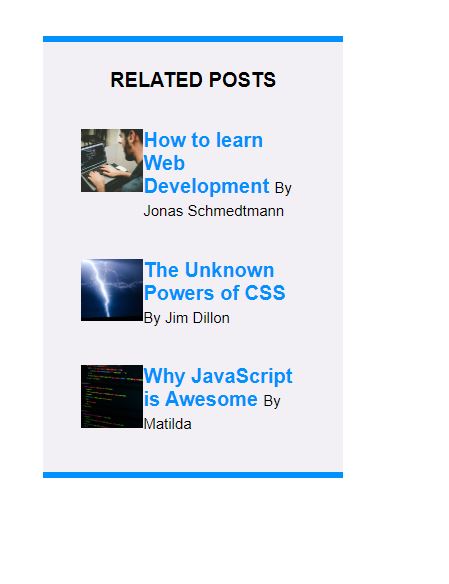 RELATED POSTS
How to learn
Web
Development By
Jonas Schmedtmann
The Unknown
Powers of CSS
By Jim Dillon
Why JavaScript
is Awesome By
Matilda